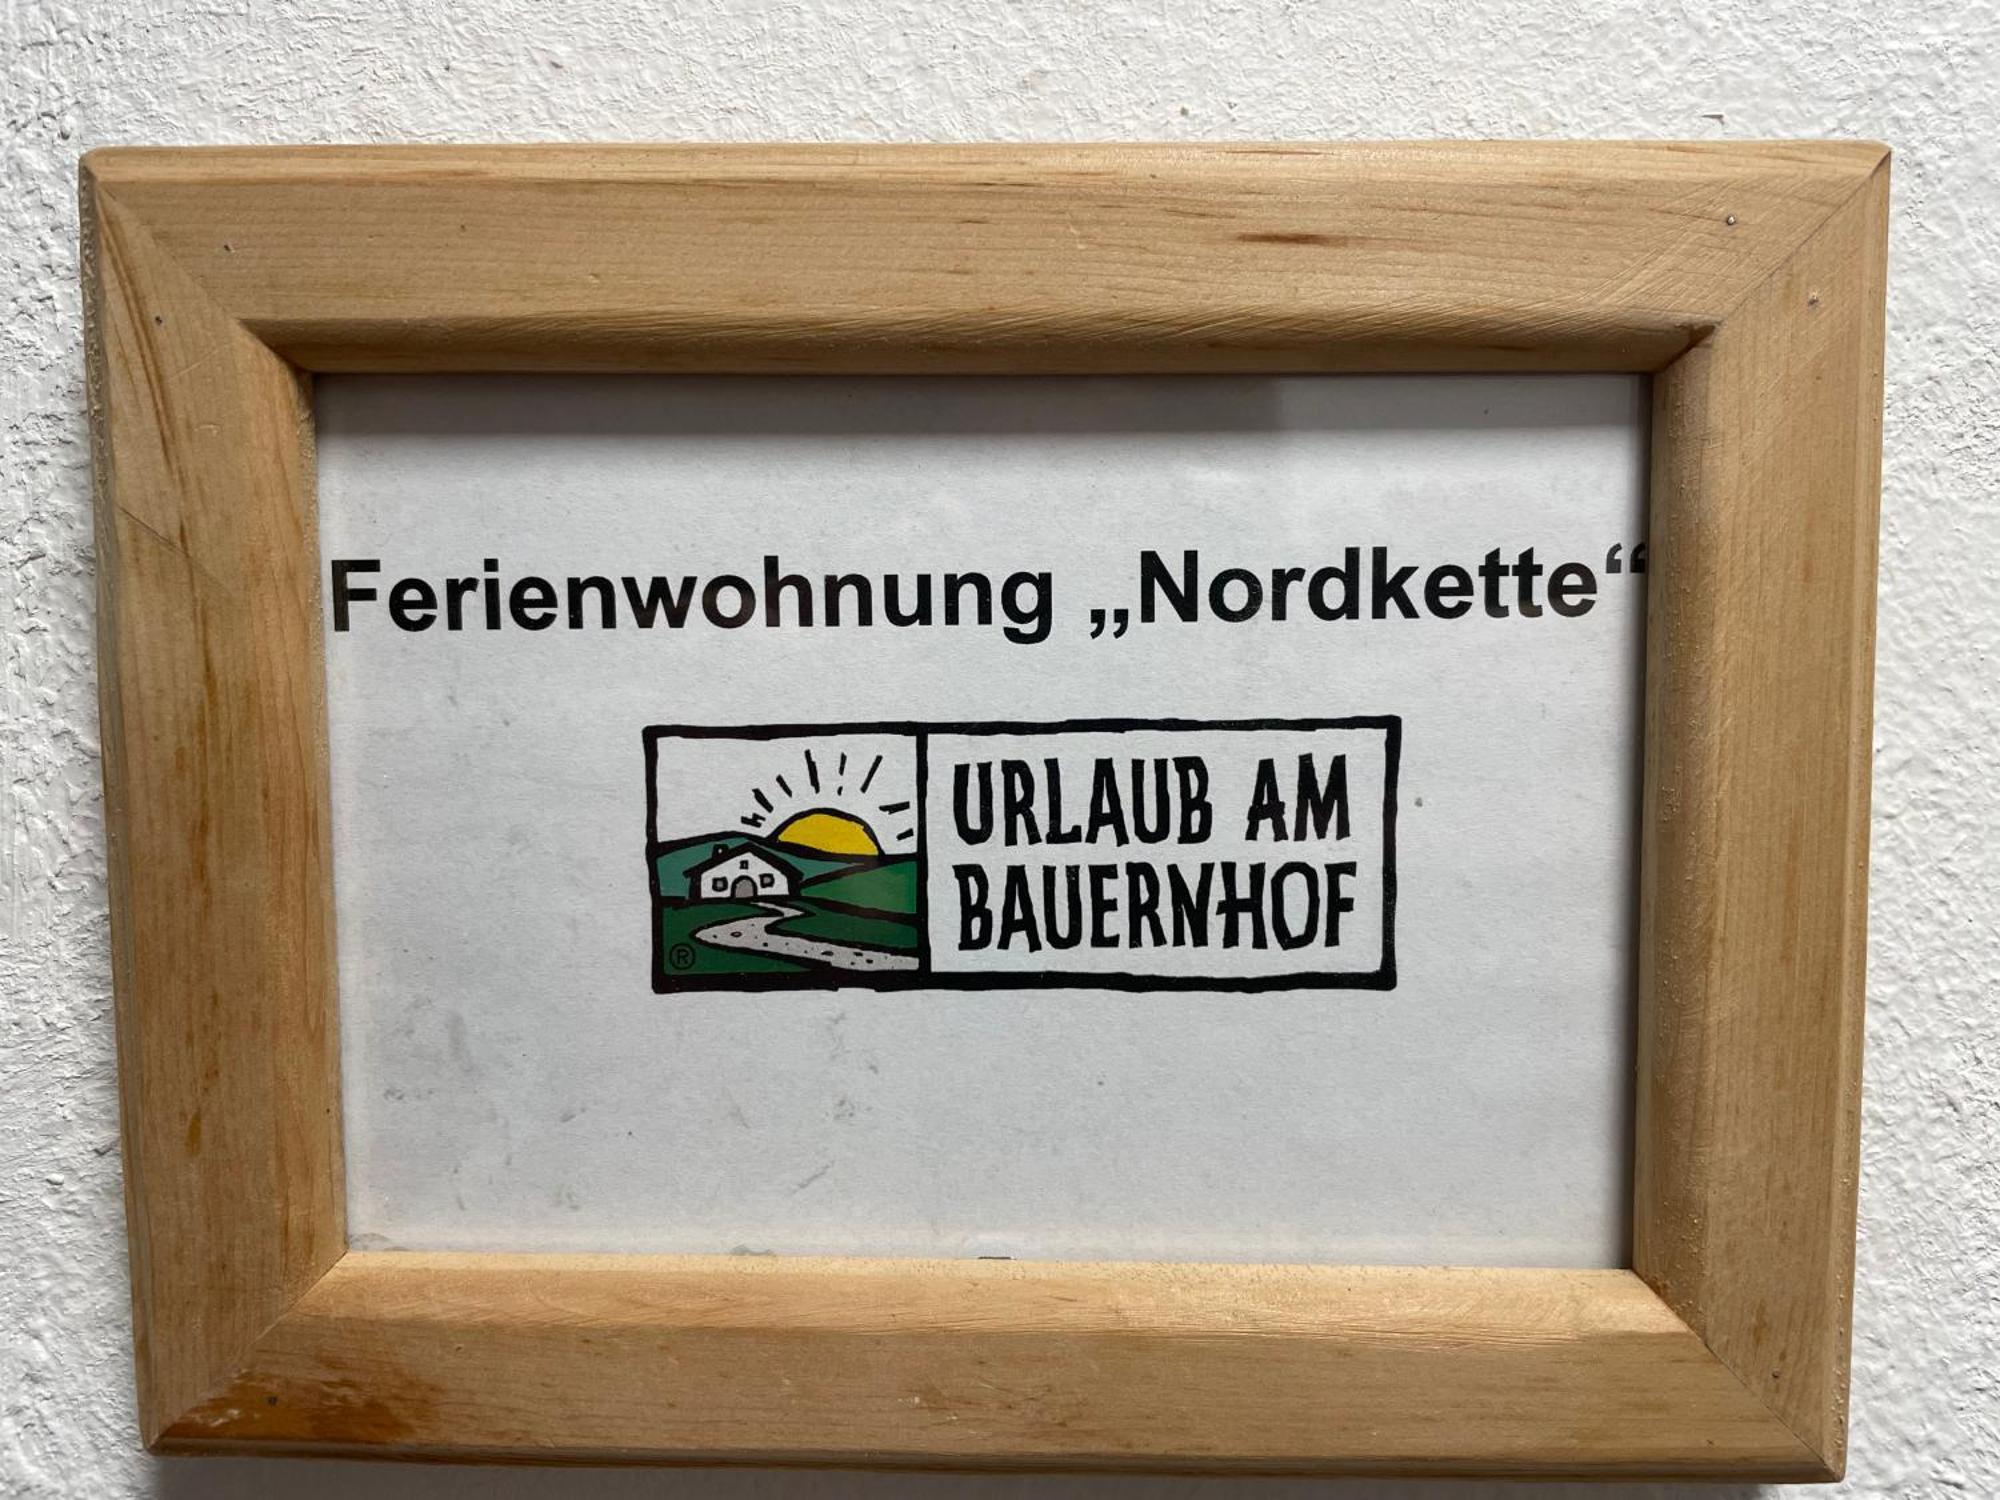 Ferienwohnung „Nordkette“
URLAUB AM
BAUERNHOF
®